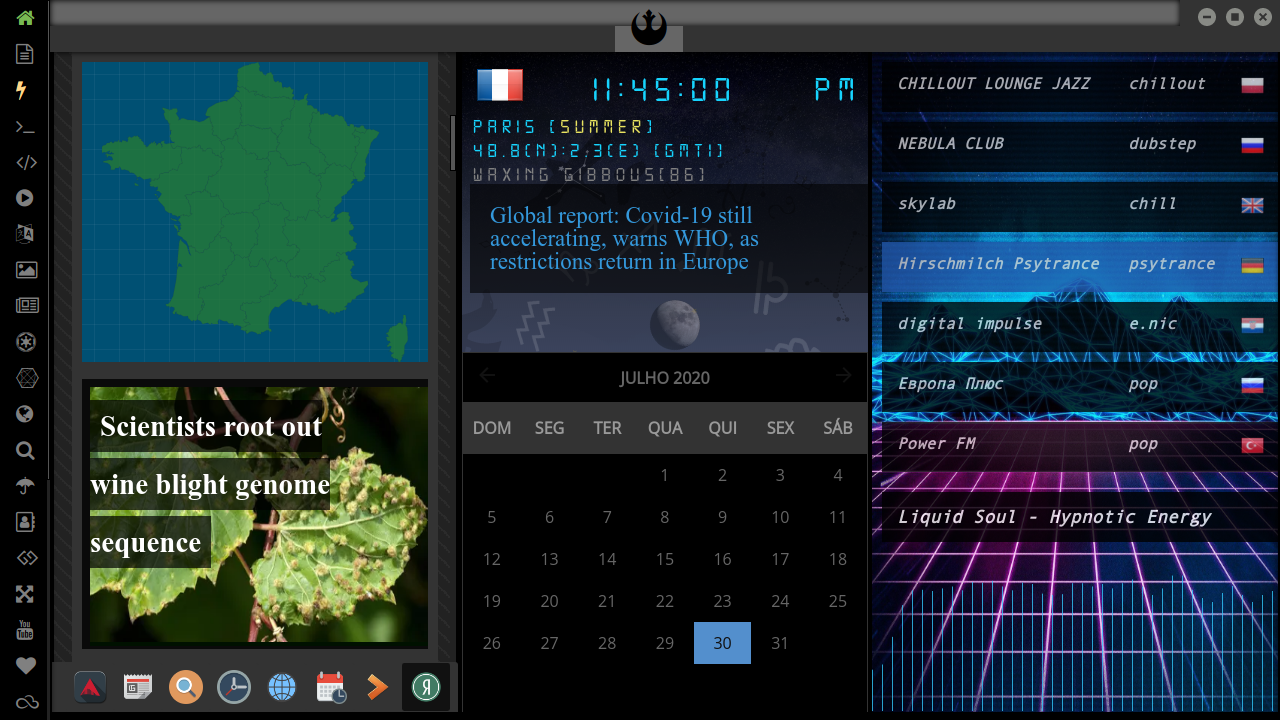 11:45:00 PM
PARIS (SUMMER)
48.8(N):2.3(E) (GMT1)
WAXING GIBBOUS(86)
Global report: Covid-19 still
accelerating, warns WHO, as
restrictions return in Europe
Scientists root out
wine blight genome
sequence
JULHO 2020
DOM SEG TER QUA QUI SEX SÁB
1 2 3 4
5 6 7 8 9 10 11
12 13 14 15 16 17 18
19 20 21 22 23 24 25
26 27 28 29 30 31
CHILLOUT LOUNGE JAZZ chillout
NEBULA CLUB dubstep
skylab chill
Hirschmilch Psytrance psytrance
digital impulse e.nic
Европа Плюс pop
Power FM pop
Liquid Soul - Hypnotic Energy
You
Tube
Я